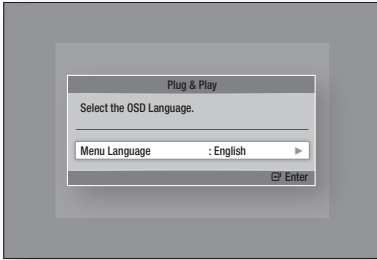 Plug & Play
Select the OSD Language.
Menu Language : English ►
Enter